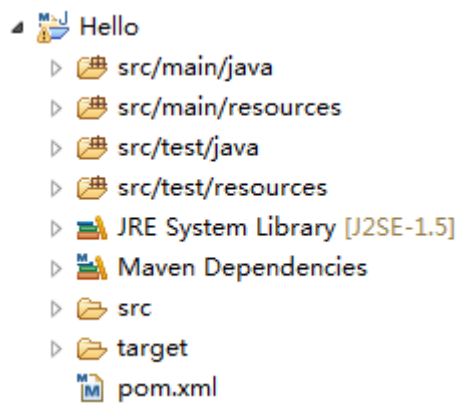 Hello
src/main/java
src/main/resources
src/test/java
src/test/resources
JRE System Library [J2SE-1.5]
Maven Dependencies
src
target
pom.xml